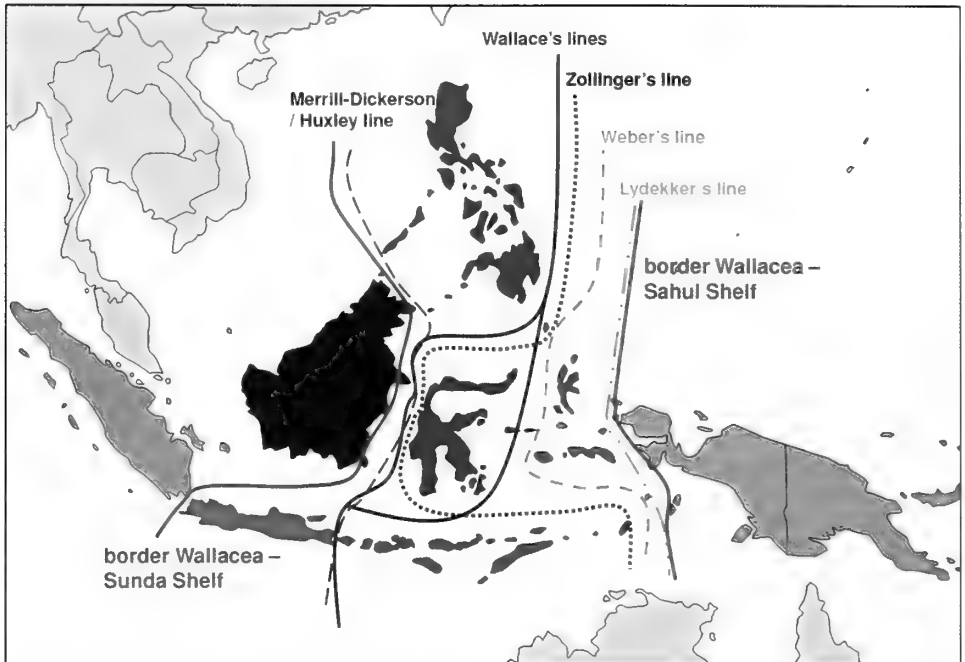 Wallace's lines
Zollinger's line
Merrill-Dickerson
/ Huxley line
Weber's line
Lydekker s line
border Wallacea –
Sahul Shelf
border Wallacea –
Sunda Shelf